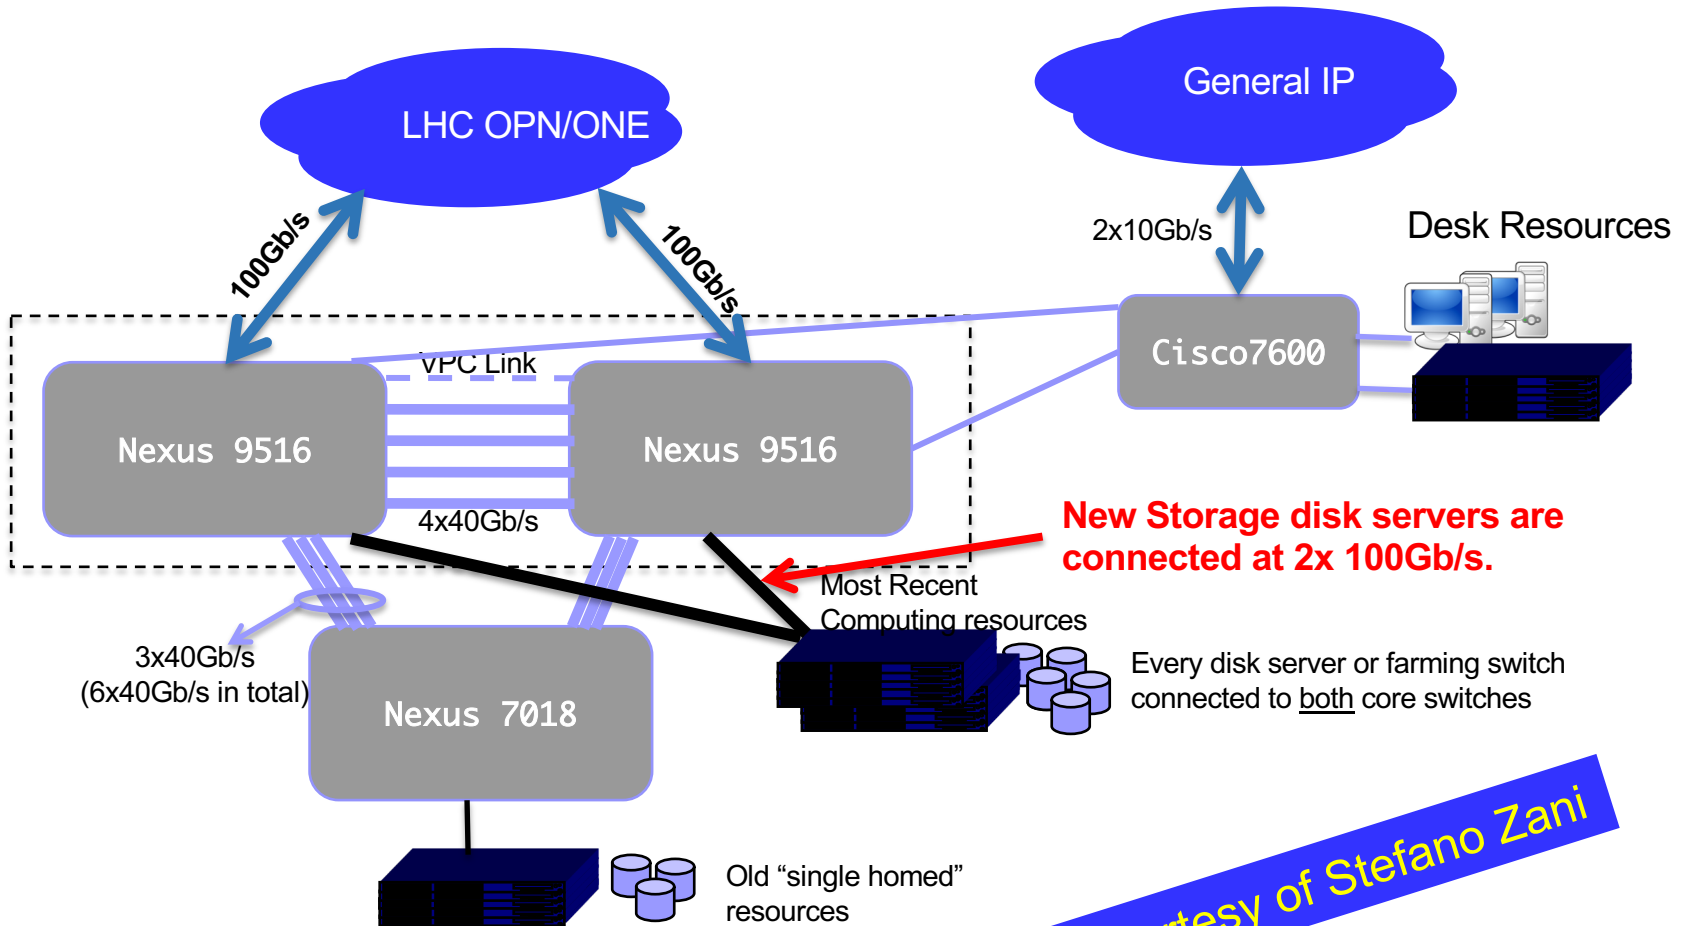 LHC OPN/ONE
General IP
100Gb/s
100Gb/s
2x10Gb/s
Desk Resources
VPC Link
Cisco7600
Nexus 9516
Nexus 9516
4x40Gb/s
New Storage disk servers are
connected at 2x 100Gb/s.
Most Recent
Computing resources
3x40Gb/s
(6x40Gb/s in total)
Every disk server or farming switch
connected to both core switches
Nexus 7018
Old “single homed”
resources
of Stefano Zani